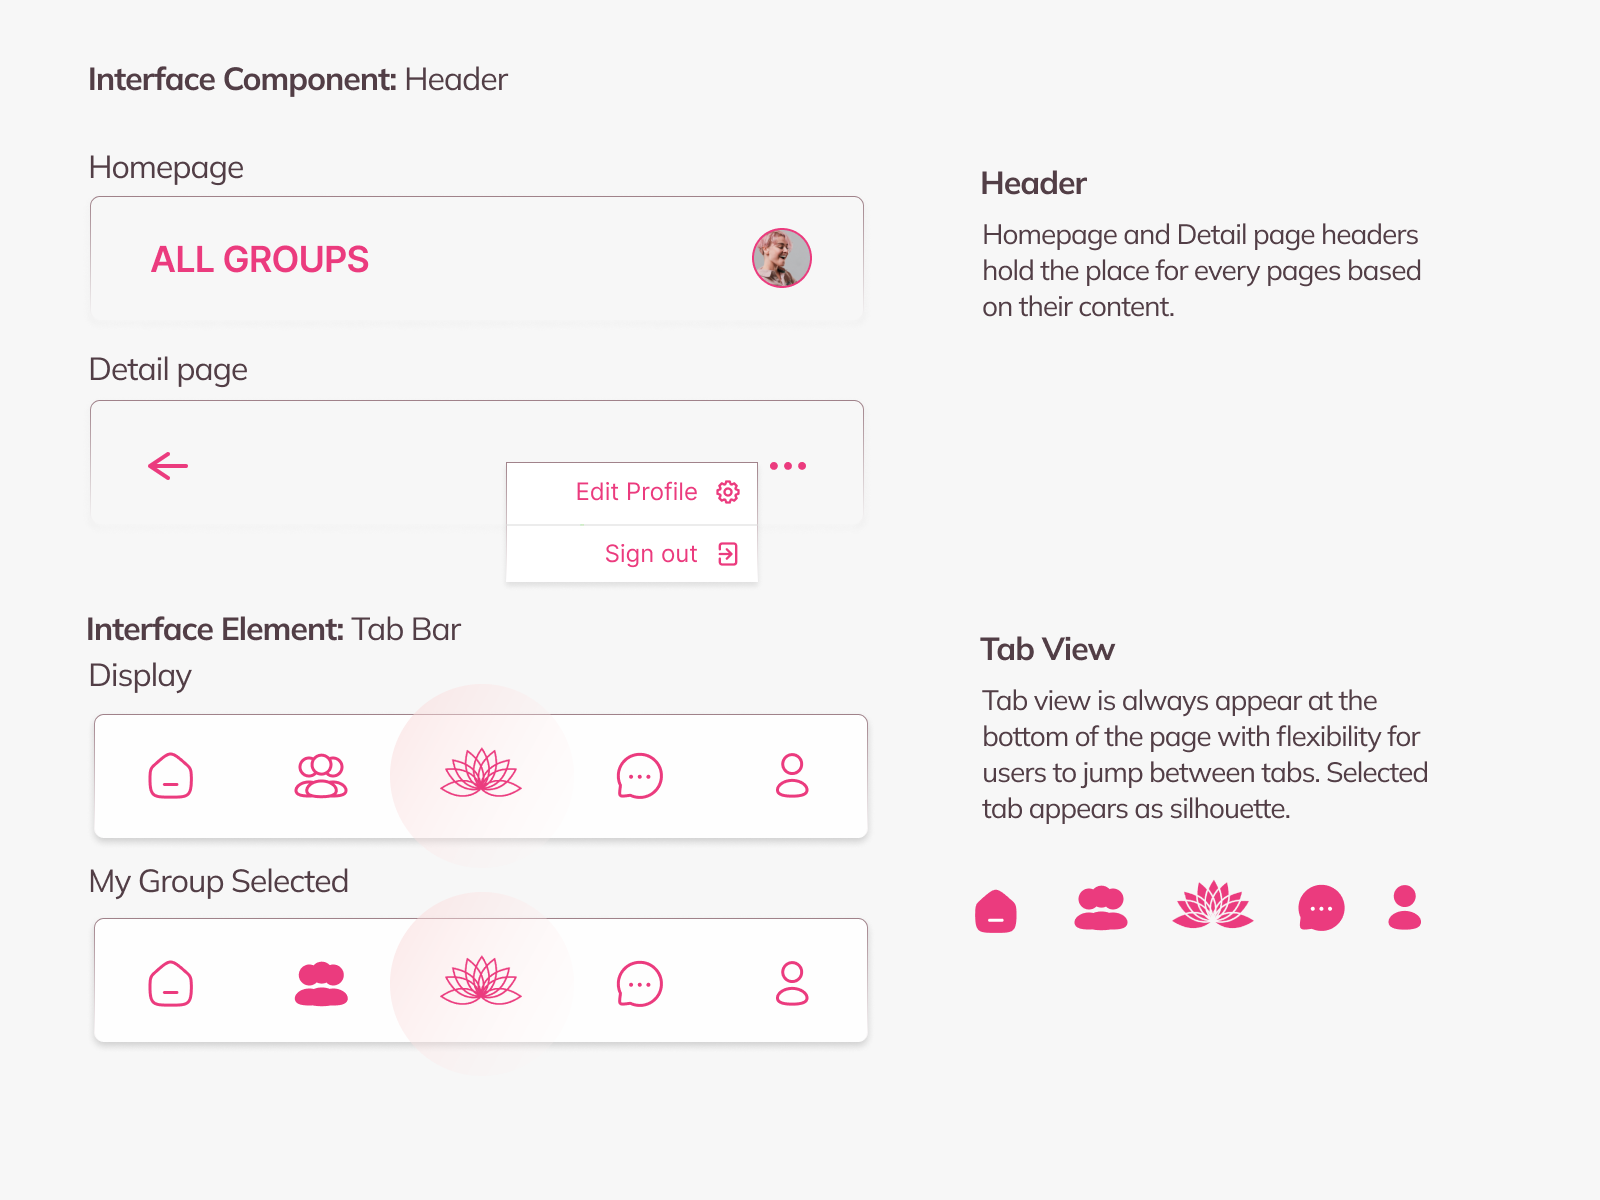 Interface Component: Header
Homepage
ALL GROUPS
Header
Homepage and Detail page headers
hold the place for every pages based
on their content.
Detail page
Edit Profile
Sign out
Interface Element: Tab Bar
Display
Tab View
Tab view is always appear at the
bottom of the page with flexibility for
users to jump between tabs. Selected
tab appears as silhouette.
My Group Selected